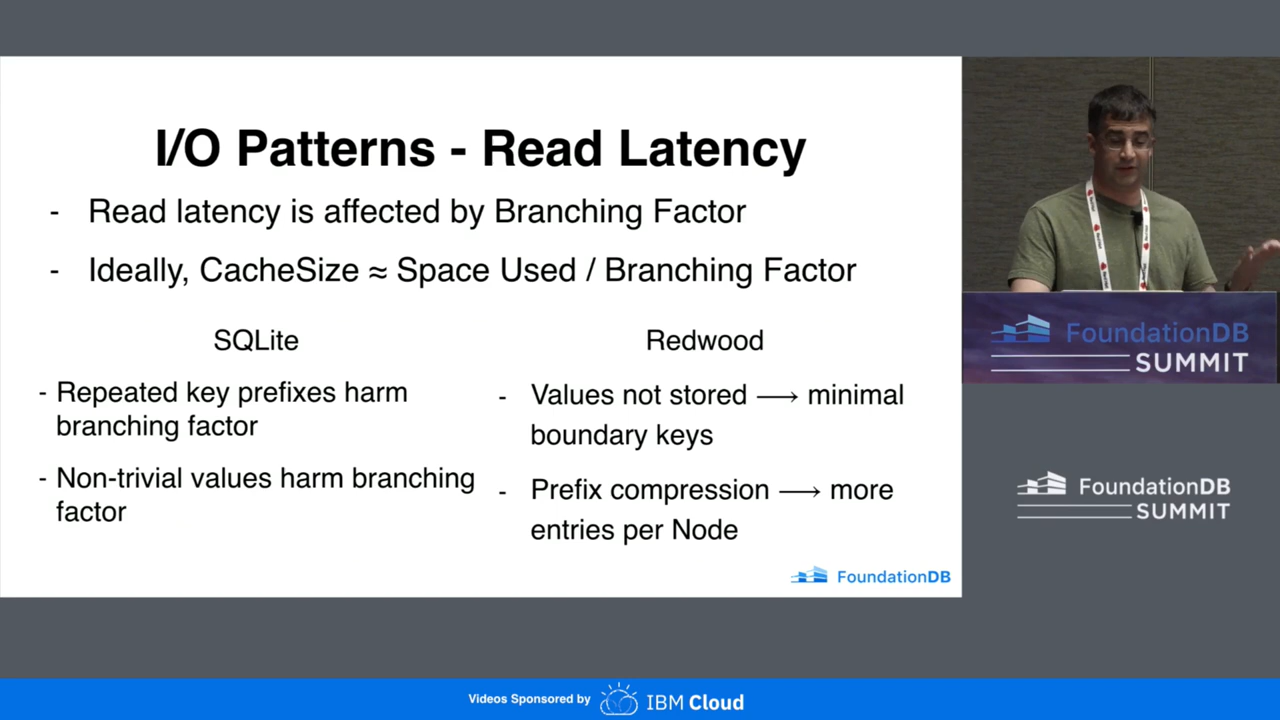 I/O Patterns - Read Latency
- Read latency is affected by Branching Factor
- Ideally, CacheSize ≈ Space Used / Branching Factor
SQLite
- Repeated key prefixes harm
branching factor
- Non-trivial values harm branching
factor
Redwood
- Values not stored ⟶ minimal
boundary keys
- Prefix compression ⟶ more
entries per Node
FoundationDB
FoundationDB
SUMMIT
FoundationDB
SUMMIT
Videos Sponsored by IBM Cloud